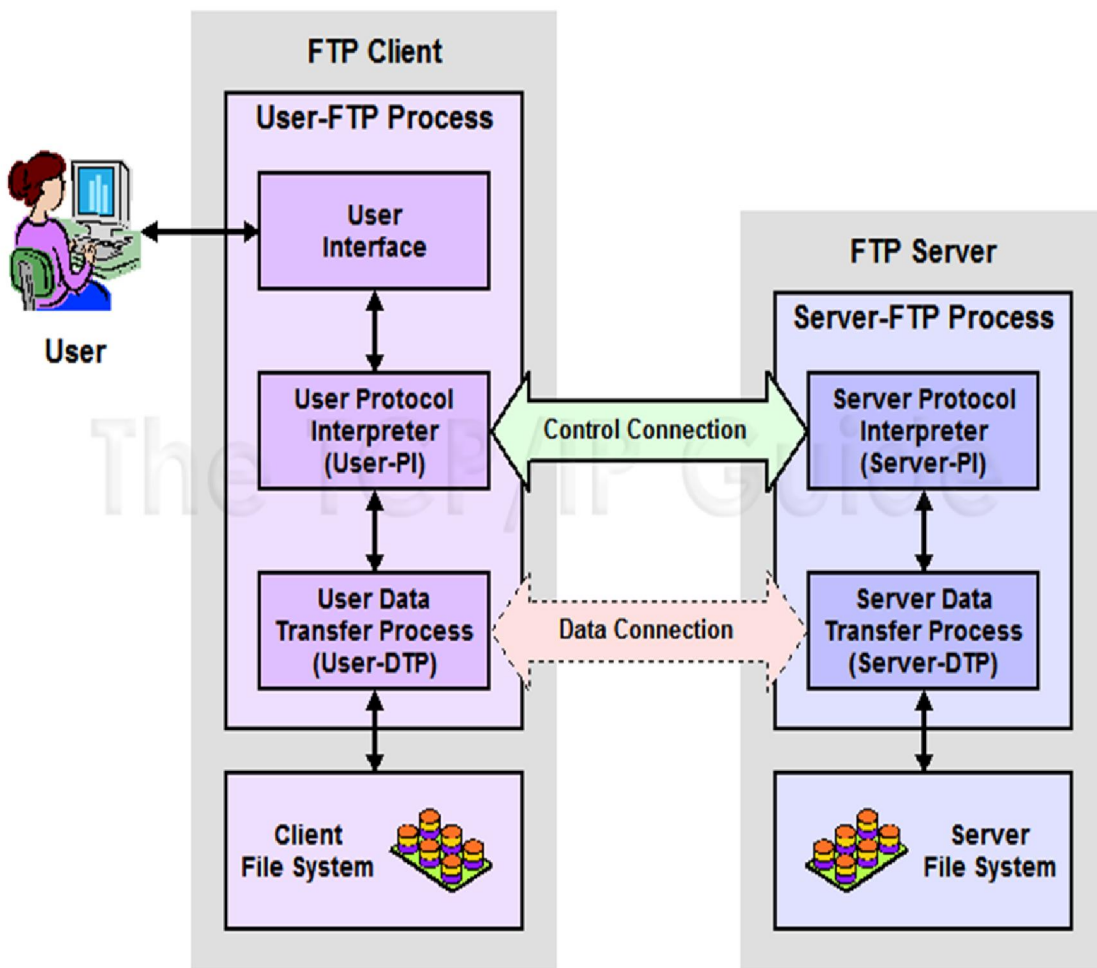 FTP Client
User-FTP Process
User
Interface
User
FTP Server
Server-FTP Process
User Protocol
Interpreter
(User-PI)
Control Connection
Server Protocol
Interpreter
(Server-PI)
The TCP/IP Guide
User Data
Transfer Process
(User-DTP)
Data Connection
Server Data
Transfer Process
(Server-DTP)
Client
File System
Server
File System